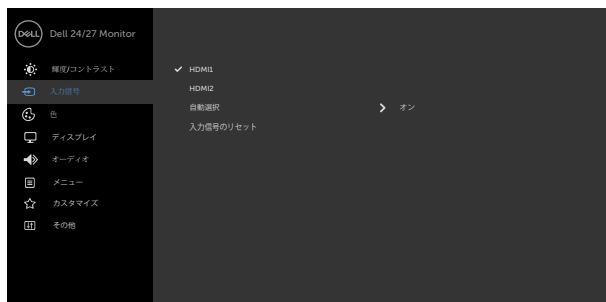 DELL Dell 24/27 Monitor
輝度/コントラスト
入力信号
色
ディスプレイ
オーディオ
メニュー
カスタマイズ
その他
HDMI1
HDMI2
自動選択 オン
入力信号のリセット